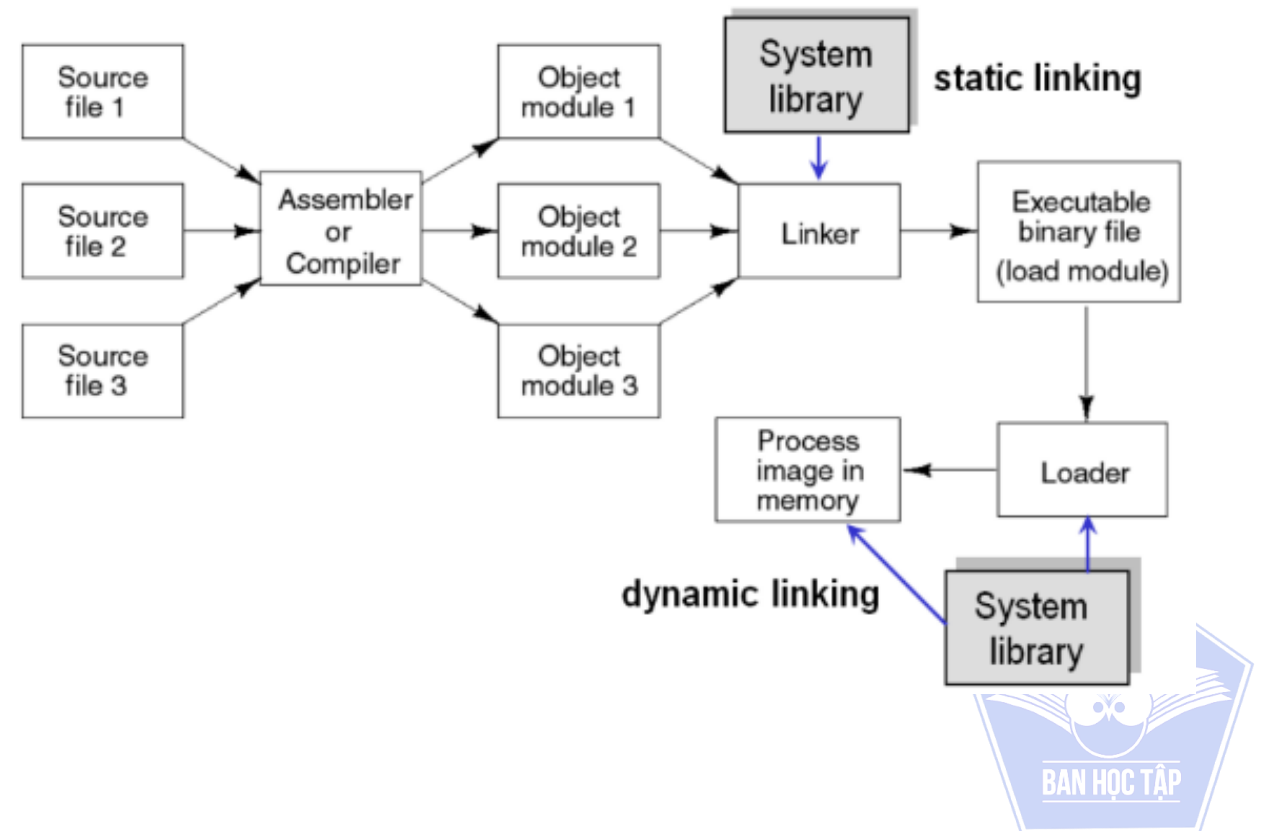 Source
file 1
Source
file 2
Source
file 3
Assembler
or
Compiler
Object
module 1
Object
module 2
Object
module 3
System
library
static linking
Linker
Executable
binary file
(load module)
Loader
Process
image in
memory
dynamic linking
System
library
BAN HỌC TẬP